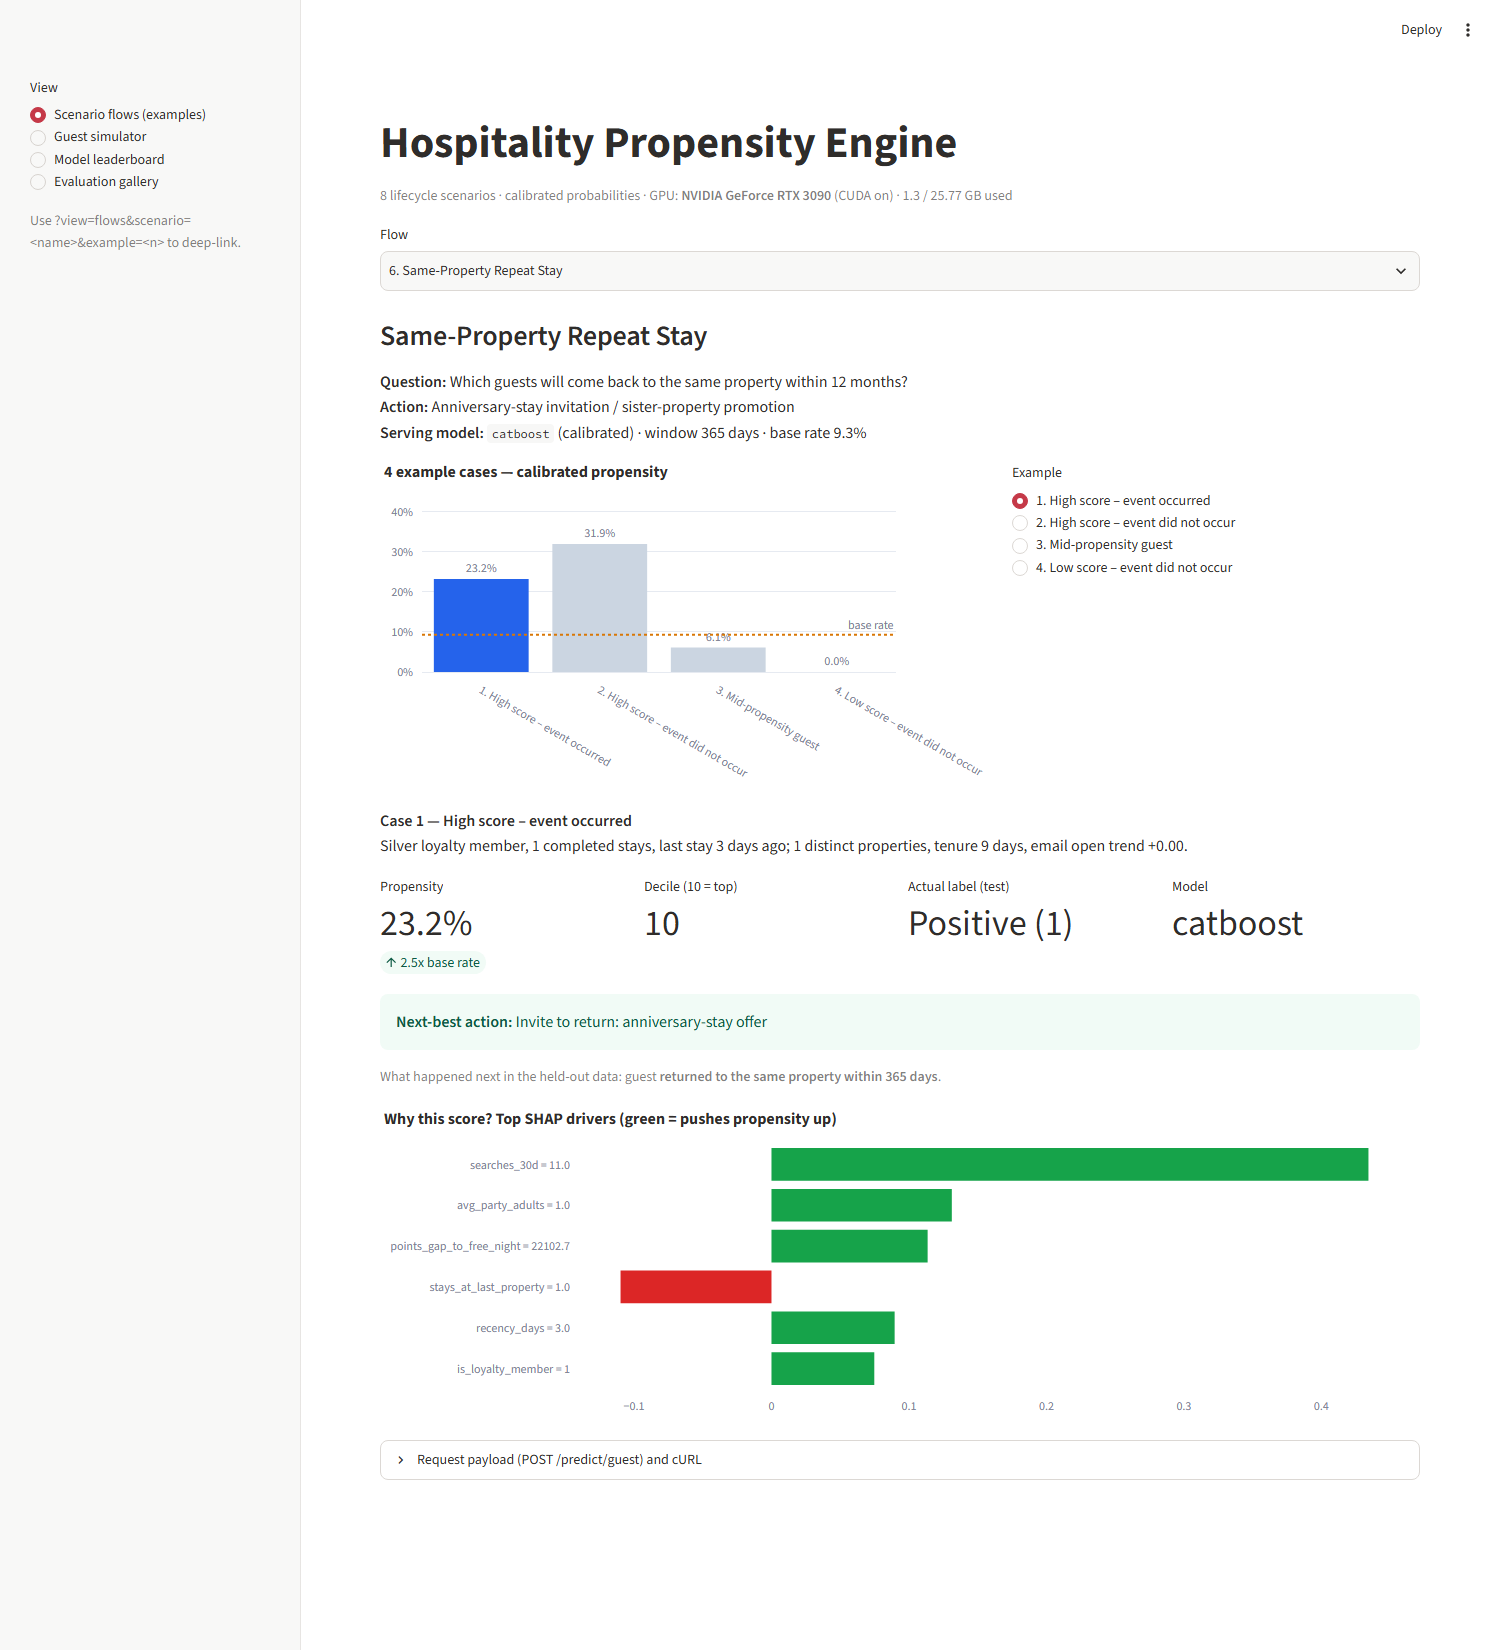 Deploy
View
Scenario flows (examples)
Guest simulator
Model leaderboard
Evaluation gallery
Use ?view=flows&scenario=
<name>&example=<n> to deep-link.
Hospitality Propensity Engine
8 lifecycle scenarios · calibrated probabilities · GPU: NVIDIA GeForce RTX 3090 (CUDA on) · 1.3 / 25.77 GB used
Flow
6. Same-Property Repeat Stay
Same-Property Repeat Stay
Question: Which guests will come back to the same property within 12 months?
Action: Anniversary-stay invitation / sister-property promotion
Serving model: catboost (calibrated) · window 365 days · base rate 9.3%
4 example cases — calibrated propensity
40%
30%
20%
10%
0%
23.2%
31.9%
6.1%
0.0%
base rate
1. High score – event occurred
2. High score – event did not occur
3. Mid-propensity guest
4. Low score – event did not occur
Example
1. High score – event occurred
2. High score – event did not occur
3. Mid-propensity guest
4. Low score – event did not occur
Case 1 — High score – event occurred
Silver loyalty member, 1 completed stays, last stay 3 days ago; 1 distinct properties, tenure 9 days, email open trend +0.00.
Propensity
23.2%
↑ 2.5x base rate
Decile (10 = top)
10
Actual label (test)
Positive (1)
Model
catboost
Next-best action: Invite to return: anniversary-stay offer
What happened next in the held-out data: guest returned to the same property within 365 days.
Why this score? Top SHAP drivers (green = pushes propensity up)
searches_30d = 11.0
avg_party_adults = 1.0
points_gap_to_free_night = 22102.7
stays_at_last_property = 1.0
recency_days = 3.0
is_loyalty_member = 1
−0.1 0 0.1 0.2 0.3 0.4
Request payload (POST /predict/guest) and cURL